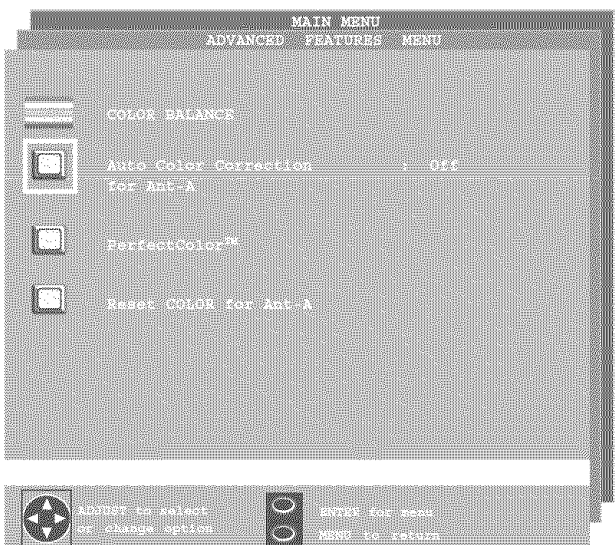 MAIN MENU
ADVANCED FEATURES MENU
COLOR BALANCE
Auto Color Correction : Off
for Ant-A
PerfectColor™
Reset COLOR for Ant-A
ADJUST to select
or change option
ENTER for menu
MENU to return